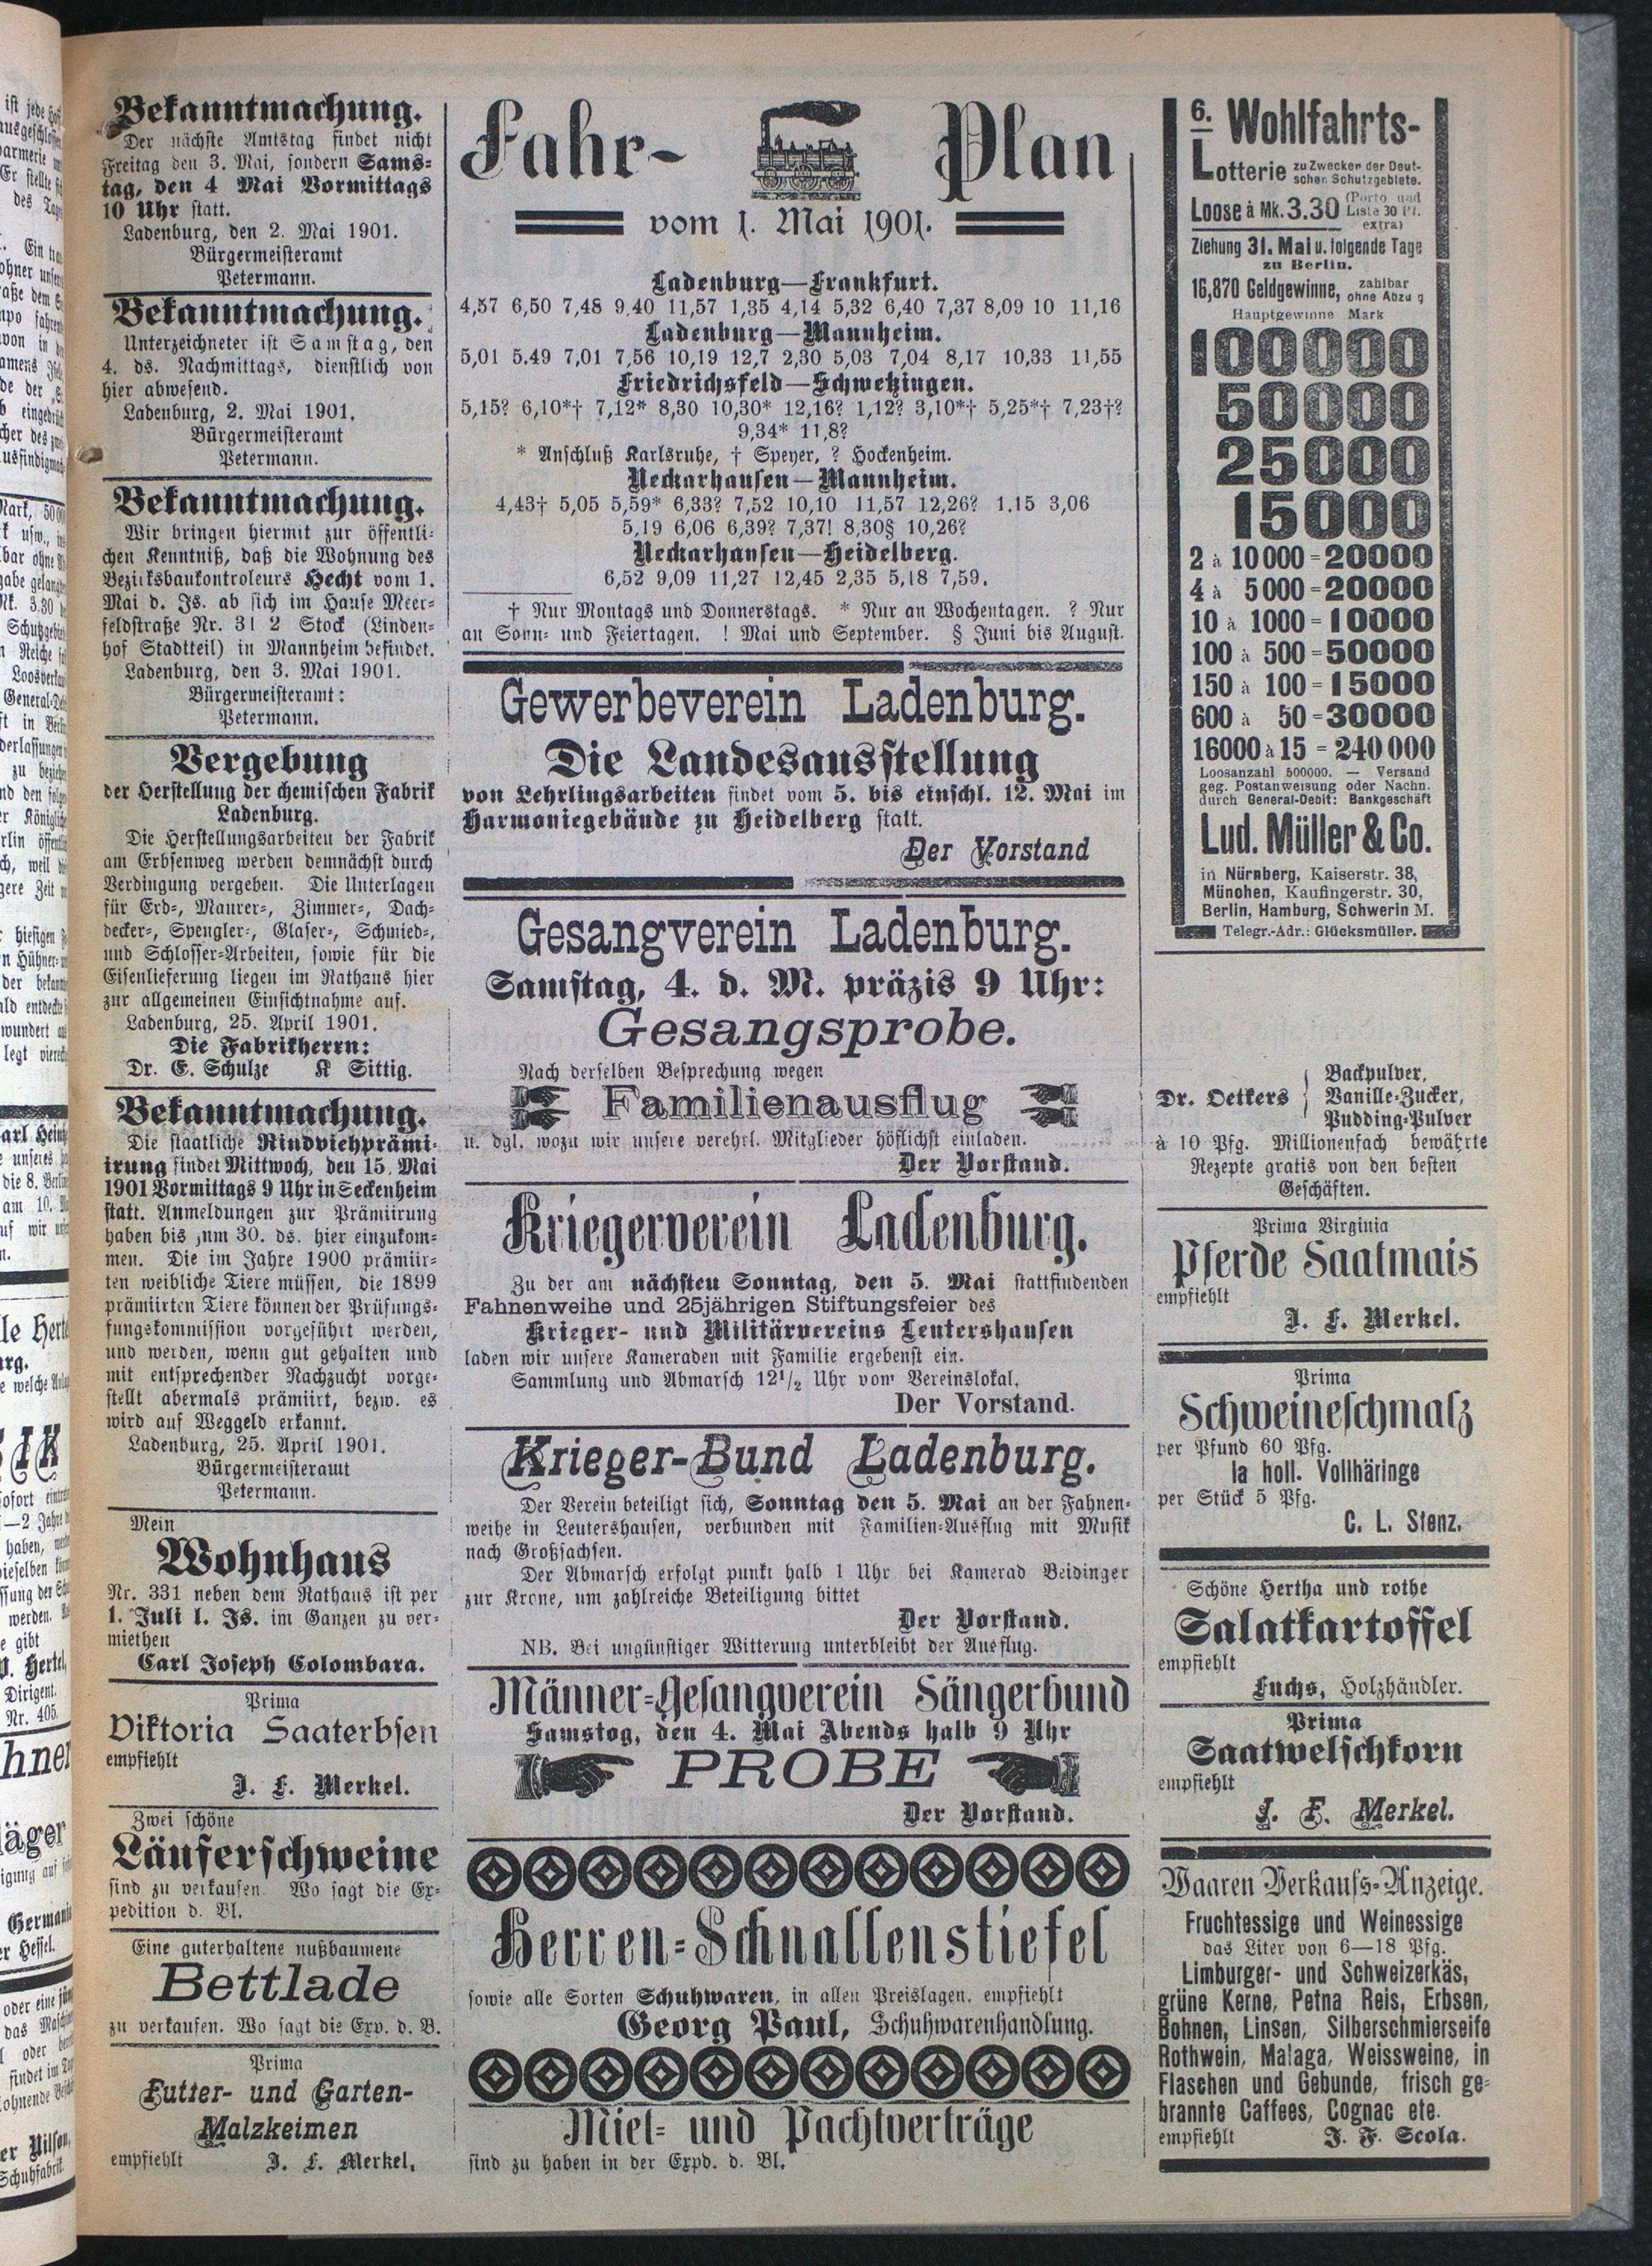 Bekanntmachung.
Der nächste Amtstag findet nicht
Freitag den 3. Mai, sondern Sams-
tag, den 4 Mai Vormittags
10 Uhr statt.
Ladenburg, den 2. Mai 1901.
Bürgermeisteramt
Petermann.
Bekanntmachung.
Unterzeichneter ist Samstag, den
4. ds. Nachmittags, dienstlich von
hier abwesend.
Ladenburg, 2. Mai 1901.
Bürgermeisteramt
Petermann.
Bekanntmachung.
Wir bringen hiermit zur öffentli-
chen Kenntniß, daß die Wohnung des
Bezirksbaukontroleurs Hecht vom 1.
Mai d. Js. ab sich im Hause Meer-
feldstraße Nr. 31 2 Stock (Linden-
hof Stadtteil) in Mannheim befindet.
Ladenburg, den 3. Mai 1901.
Bürgermeisteramt:
Petermann.
Vergebung
der Herstellung der chemischen Fabrik
Ladenburg.
Die Herstellungsarbeiten der Fabrik
am Erbsenweg werden demnächst durch
Verdingung vergeben. Die Unterlagen
für Erd-, Maurer-, Zimmer-, Dach-
decker-, Spengler-, Glaser-, Schmied-,
und Schlosser-Arbeiten, sowie für die
Eisenlieferung liegen im Rathaus hier
zur allgemeinen Einsichtnahme auf.
Ladenburg, 25. April 1901.
Die Fabrikherrn:
Dr. E. Schulze K Sittig.
Bekanntmachung.
Die staatliche Rindviehprämi-
irung findet Mittwoch, den 15. Mai
1901 Vormittags 9 Uhr in Seckenheim
statt. Anmeldungen zur Prämiirung
haben bis zum 30. ds. hier einzukom-
men. Die im Jahre 1900 prämiir-
ten weibliche Tiere müssen, die 1899
prämiirten Tiere können der Prüfungs-
fungskommission vorgeführt werden,
und werden, wenn gut gehalten und
mit entsprechender Nachzucht vorge-
stellt abermals prämiirt, bezw. es
wird auf Weggeld erkannt.
Ladenburg, 25. April 1901.
Bürgermeisteramt
Petermann.
Mein
Wohnhaus
Nr. 331 neben dem Rathaus ist per
1. Juli l. Js. im Ganzen zu ver-
miethen
Carl Joseph Colombara.
Prima
Viktoria Saaterbsen
empfiehlt
J. F. Merkel.
Zwei schöne
Läuferschweine
sind zu verkaufen. Wo sagt die Ex-
pedition d. Bl.
Eine guterhaltene nußbaumene
Bettlade
zu verkaufen. Wo sagt die Exp. d. B.
Prima
Futter- und Garten-
Malzkeimen
empfiehlt J. F. Merkel.
Fahr- Plan
vom 1. Mai 1901.
Ladenburg—Frankfurt.
4,57 6,50 7,48 9,40 11,57 1,35 4,14 5,32 6,40 7,37 8,09 10 11,16
Ladenburg—Mannheim.
5,01 5.49 7,01 7,56 10,19 12,7 2,30 5,03 7,04 8,17 10,33 11,55
Friedrichsfeld—Schwetzingen.
5,15? 6,10*† 7,12* 8,30 10,30* 12,16? 1,12? 3,10*† 5,25*† 7,23†?
9,34* 11,8?
* Anschluß Karlsruhe, † Speyer, ? Hockenheim.
Neckarhausen—Mannheim.
4,43† 5,05 5,59* 6,33? 7,52 10,10 11,57 12,26? 1.15 3,06
5,19 6,06 6,39? 7,37! 8,30§ 10,26?
Neckarhausen—Heidelberg.
6,52 9,09 11,27 12,45 2,35 5,18 7,59.
† Nur Montags und Donnerstags. * Nur an Wochentagen. ? Nur
an Sonn- und Feiertagen. ! Mai und September. § Juni bis August.
Gewerbeverein Ladenburg.
Die Landesausstellung
von Lehrlingsarbeiten findet vom 5. bis einschl. 12. Mai im
Harmoniegebäude zu Heidelberg statt.
Der Vorstand
Gesangverein Ladenburg.
Samstag, 4. d. M. präzis 9 Uhr:
Gesangsprobe.
Nach derselben Besprechung wegen
Familienausflug
u. dgl. wozu wir unsere verehrl. Mitglieder höflichst einladen.
Der Vorstand.
Kriegerverein Ladenburg.
Zu der am nächsten Sonntag, den 5. Mai stattfindenden
Fahnenweihe und 25jährigen Stiftungsfeier des
Krieger- und Militärvereins Leutershausen
laden wir unsere Kameraden mit Familie ergebenst ein.
Sammlung und Abmarsch 12½ Uhr vom Vereinslokal.
Der Vorstand.
Krieger-Bund Ladenburg.
Der Verein beteiligt sich, Sonntag den 5. Mai an der Fahnen-
weihe in Leutershausen, verbunden mit Familien-Ausflug mit Musik
nach Großsachsen.
Der Abmarsch erfolgt punkt halb 1 Uhr bei Kamerad Beidinger
zur Krone, um zahlreiche Beteiligung bittet
Der Vorstand.
NB. Bei ungünstiger Witterung unterbleibt der Ausflug.
Männer-Gesangverein Sängerbund
Samstog, den 4. Mai Abends halb 9 Uhr
PROBE
Der Vorstand.
Herren-Schnallenstiefel
sowie alle Sorten Schuhwaren, in allen Preislagen, empfiehlt
Georg Paul, Schuhwarenhandlung.
Miet- und Pachtverträge
sind zu haben in der Expd. d. Bl.
6. Wohlfahrts-
Lotterie zu Zwecken der Deut-
schen Schutzgebiete.
Loose à Mk. 3.30 (Porto und
Liste 30 Pf.
extra)
Ziehung 31. Mai u. folgende Tage
zu Berlin.
16,870 Geldgewinne, zahlbar
ohne Abzug
Hauptgewinne Mark
100000
50000
25000
15000
2 à 10000=20000
4 à 5000=20000
10 à 1000=10000
100 à 500=50000
150 à 100=15000
600 à 50=30000
16000 à 15 = 240000
Loosanzahl 500000. — Versand
geg. Postanweisung oder Nachn.
durch General-Debit: Bankgeschäft
Lud. Müller & Co.
in Nürnberg, Kaiserstr. 38,
München, Kaufingerstr. 30,
Berlin, Hamburg, Schwerin M.
Telegr.-Adr.: Glücksmüller.
Dr. Oetkers
Backpulver,
Vanille-Zucker,
Pudding-Pulver
à 10 Pfg. Millionenfach bewährte
Rezepte gratis von den besten
Geschäften.
Prima Virginia
Pferde Saatmais
empfiehlt
J. F. Merkel.
Prima
Schweineschmalz
per Pfund 60 Pfg.
Ia holl. Vollhäringe
per Stück 5 Pfg.
C. L. Stenz.
Schöne Hertha und rothe
Salatkartoffel
empfiehlt
Fuchs, Holzhändler.
Prima
Saatwelschkorn
empfiehlt
J. F. Merkel.
Waaren Verkaufs-Anzeige.
Fruchtessige und Weinessige
das Liter von 6—18 Pfg.
Limburger- und Schweizerkäs,
grüne Kerne, Petna Reis, Erbsen,
Bohnen, Linsen, Silberschmierseife
Rothwein, Malaga, Weissweine, in
Flaschen und Gebunde, frisch ge-
brannte Caffees, Cognac ete.
empfiehlt J. F. Scola.